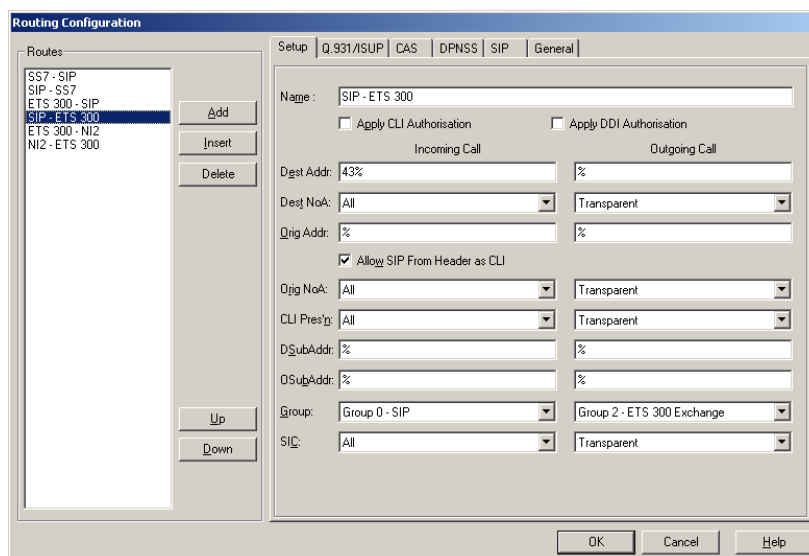 Routing Configuration
Routes
SS7 - SIP
SIP - SS7
ETS 300 - SIP
SIP - ETS 300
ETS 300 - NI2
NI2 - ETS 300
Add
Insert
Delete
Up
Down
Setup Q.931/ISUP CAS DPNSS SIP General
Name : SIP - ETS 300
Apply CLI Authorisation Apply DDI Authorisation
Incoming Call Outgoing Call
Dest Addr: 43% %
Dest NoA: All Transparent
Orig Addr: % %
Allow SIP From Header as CLI
Orig NoA: All Transparent
CLI Pres'n: All Transparent
DSubAddr: % %
OSubAddr: % %
Group: Group 0 - SIP Group 2 - ETS 300 Exchange
SIC: All Transparent
OK Cancel Help